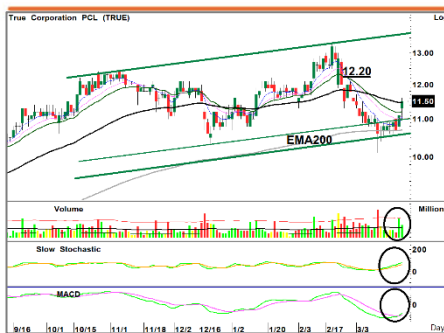 True Corporation PCL (TRUE) Lo
13.00
12.20
12.00
11.50
11.00
EMA200
10.00
Volume Million
Slow Stochastic 200
0
MACD 0
9/16 10/1 10/15 11/1 11/18 12/2 12/16 1/2 1/20 2/3 2/17 3/3 Day